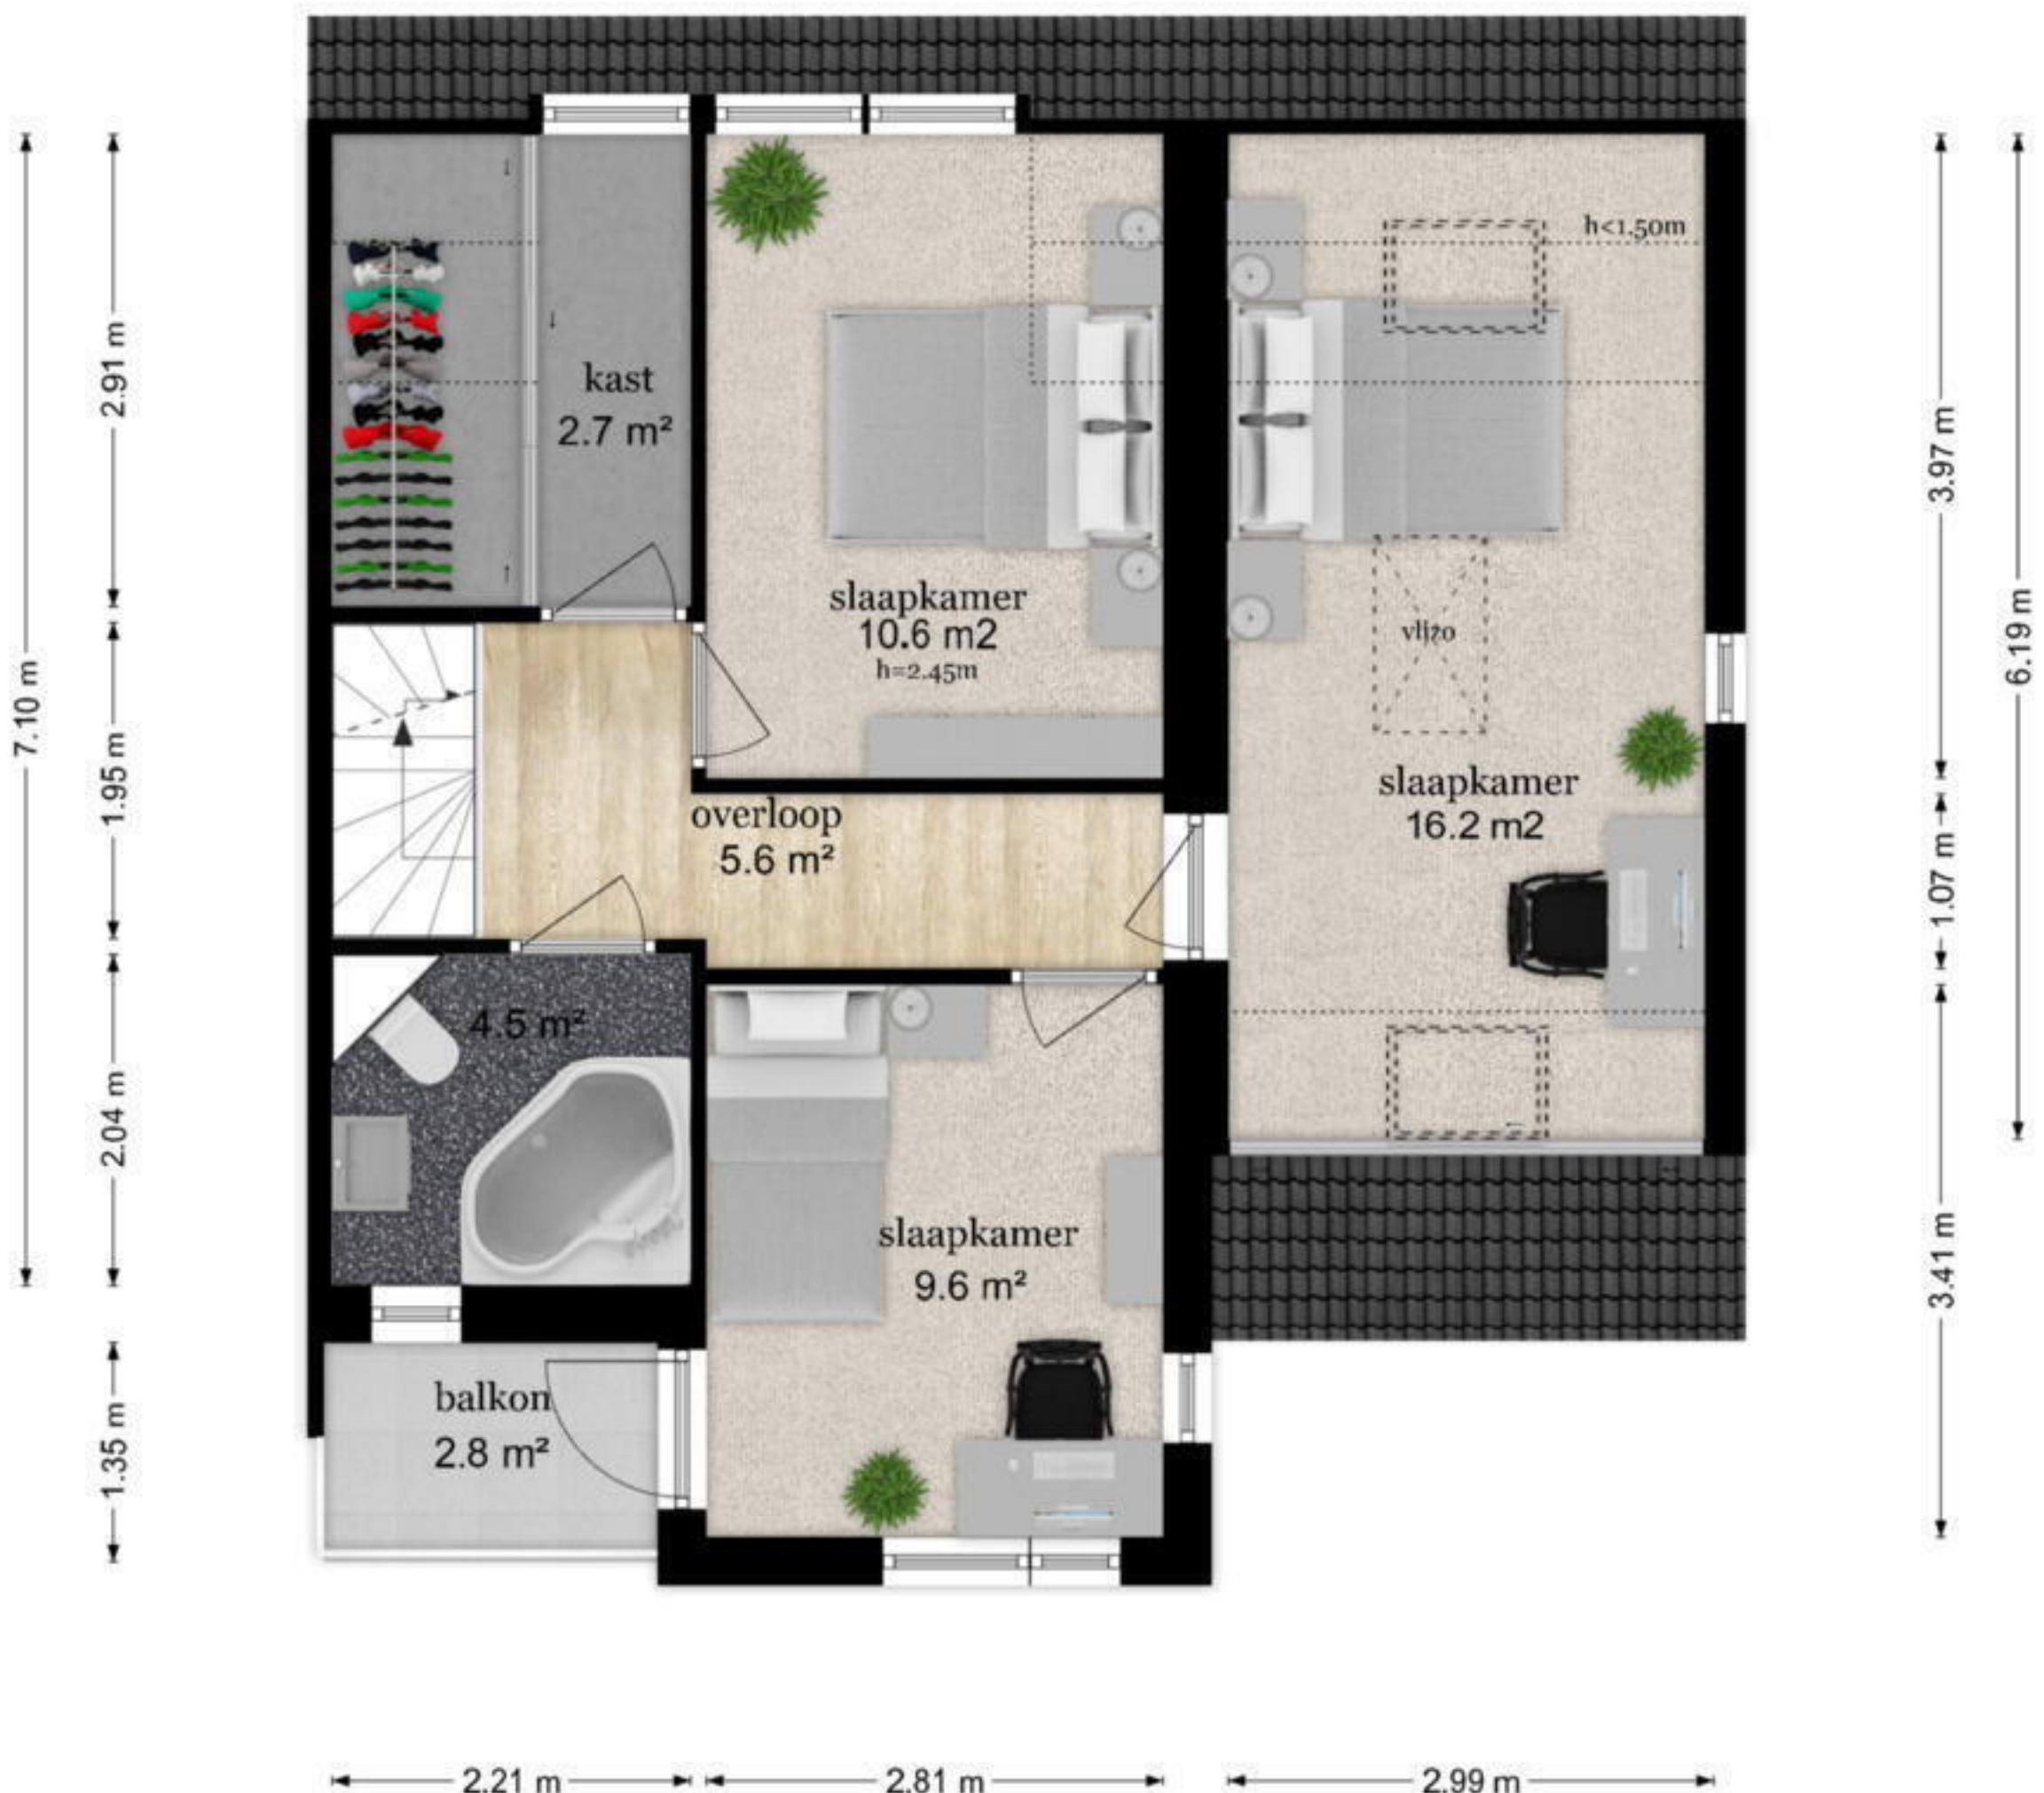 h<1.50m
kast
2.7 m²
slaapkamer
10.6 m2
h=2.45m
vlizo
slaapkamer
16.2 m2
overloop
5.6 m²
4.5 m²
slaapkamer
9.6 m²
balkon
2.8 m²
7.10 m
2.91 m
1.95 m
2.04 m
1.35 m
3.97 m
1.07 m
3.41 m
6.19 m
2.21 m
2.81 m
2.99 m